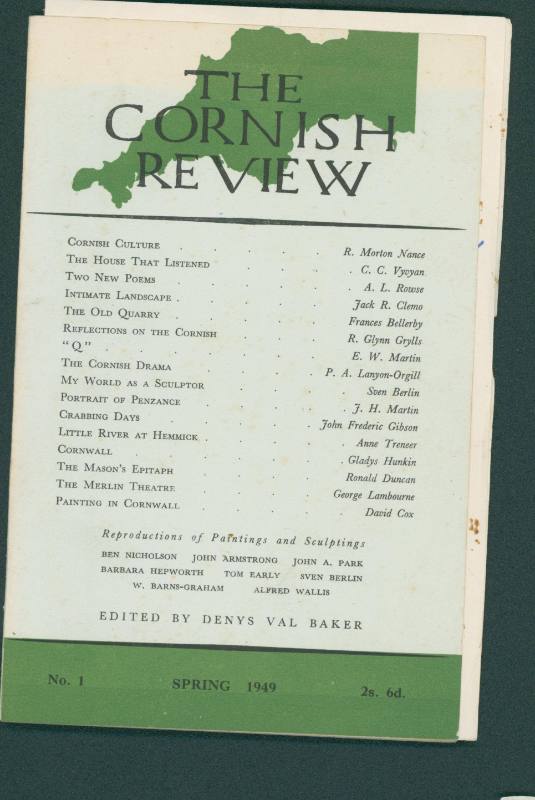 THE
CORNISH
REVIEW
CORNISH CULTURE . . . . . R. Morton Nance
THE HOUSE THAT LISTENED . . . . C. C. Vyvyan
TWO NEW POEMS . . . . . A. L. Rowse
INTIMATE LANDSCAPE . . . . . Jack R. Clemo
THE OLD QUARRY . . . . . Frances Bellerby
REFLECTIONS ON THE CORNISH . . . R. Glynn Grylls
"Q" . . . . . . . E. W. Martin
THE CORNISH DRAMA . . . . P. A. Lanyon-Orgill
MY WORLD AS A SCULPTOR . . . . Sven Berlin
PORTRAIT OF PENZANCE . . . . . J. H. Martin
CRABBING DAYS . . . . . John Frederic Gibson
LITTLE RIVER AT HEMMICK . . . . . Anne Treneer
CORNWALL . . . . . . . Gladys Hunkin
THE MASON'S EPITAPH . . . . Ronald Duncan
THE MERLIN THEATRE . . . . George Lambourne
PAINTING IN CORNWALL . . . . . David Cox
Reproductions of Paintings and Sculptings
BEN NICHOLSON JOHN ARMSTRONG JOHN A. PARK
BARBARA HEPWORTH TOM EARLY SVEN BERLIN
W. BARNS-GRAHAM ALFRED WALLIS
EDITED BY DENYS VAL BAKER
No. 1 SPRING 1949 2s. 6d.